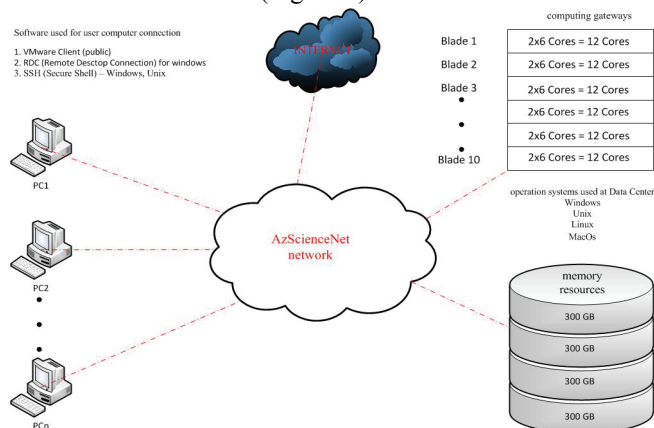 Software used for user computer connection
1. VMware Client (public)
2. RDC (Remote Desctop Connection) for windows
3. SSH (Secure Shell) – Windows, Unix
INTERNET
computing gateways
Blade 1
2x6 Cores = 12 Cores
Blade 2
2x6 Cores = 12 Cores
Blade 3
2x6 Cores = 12 Cores
2x6 Cores = 12 Cores
2x6 Cores = 12 Cores
Blade 10
2x6 Cores = 12 Cores
operation systems used at Data Center
Windows
Unix
Linux
MacOs
PC1
PC2
PCn
AzScienceNet
network
memory
resources
300 GB
300 GB
300 GB
300 GB